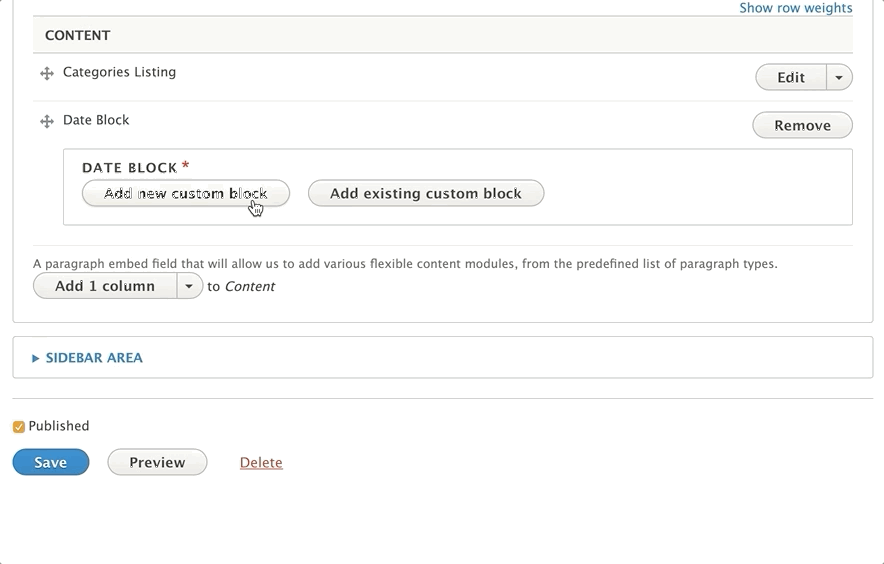 Show row weights
CONTENT
Categories Listing
Edit
Date Block
Remove
DATE BLOCK *
Add new custom block Add existing custom block
A paragraph embed field that will allow us to add various flexible content modules, from the predefined list of paragraph types.
Add 1 column to Content
SIDEBAR AREA
Published
Save Preview Delete